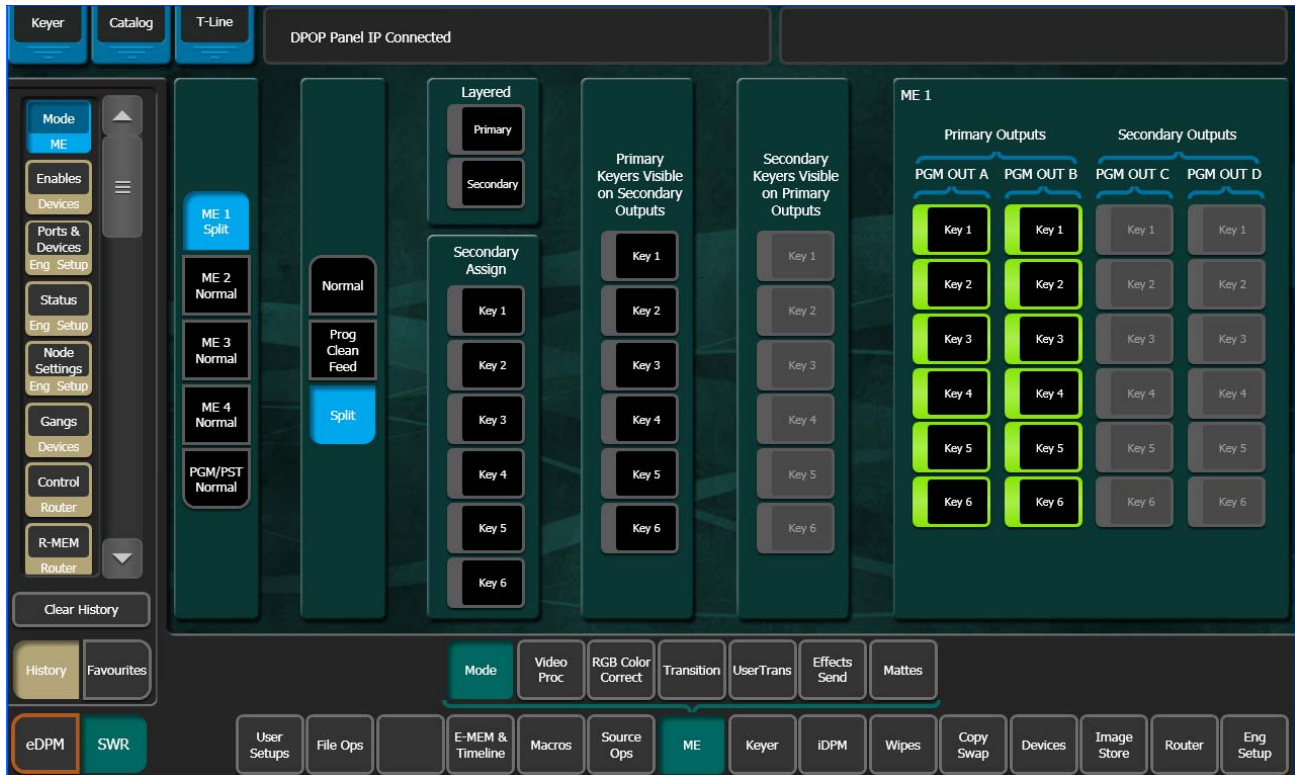 Keyer
Catalog
T-Line
DPOP Panel IP Connected
Mode
ME
Enables
Devices
Ports &
Devices
Eng Setup
Status
Eng Setup
Node
Settings
Eng Setup
Gangs
Devices
Control
Router
R-MEM
Router
Clear History
History
Favourites
ME 1
Split
ME 2
Normal
ME 3
Normal
ME 4
Normal
PGM/PST
Normal
Normal
Prog
Clean
Feed
Split
Layered
Primary
Secondary
Secondary
Assign
Key 1
Key 2
Key 3
Key 4
Key 5
Key 6
Primary
Keyers Visible
on Secondary
Outputs
Key 1
Key 2
Key 3
Key 4
Key 5
Key 6
Secondary
Keyers Visible
on Primary
Outputs
Key 1
Key 2
Key 3
Key 4
Key 5
Key 6
ME 1
Primary Outputs Secondary Outputs
PGM OUT A PGM OUT B PGM OUT C PGM OUT D
Key 1 Key 1 Key 1 Key 1
Key 2 Key 2 Key 2 Key 2
Key 3 Key 3 Key 3 Key 3
Key 4 Key 4 Key 4 Key 4
Key 5 Key 5 Key 5 Key 5
Key 6 Key 6 Key 6 Key 6
Mode
Video
Proc
RGB Color
Correct
Transition
UserTrans
Effects
Send
Mattes
eDPM
SWR
User
Setups
File Ops
E-MEM &
Timeline
Macros
Source
Ops
ME
Keyer
iDPM
Wipes
Copy
Swap
Devices
Image
Store
Router
Eng
Setup